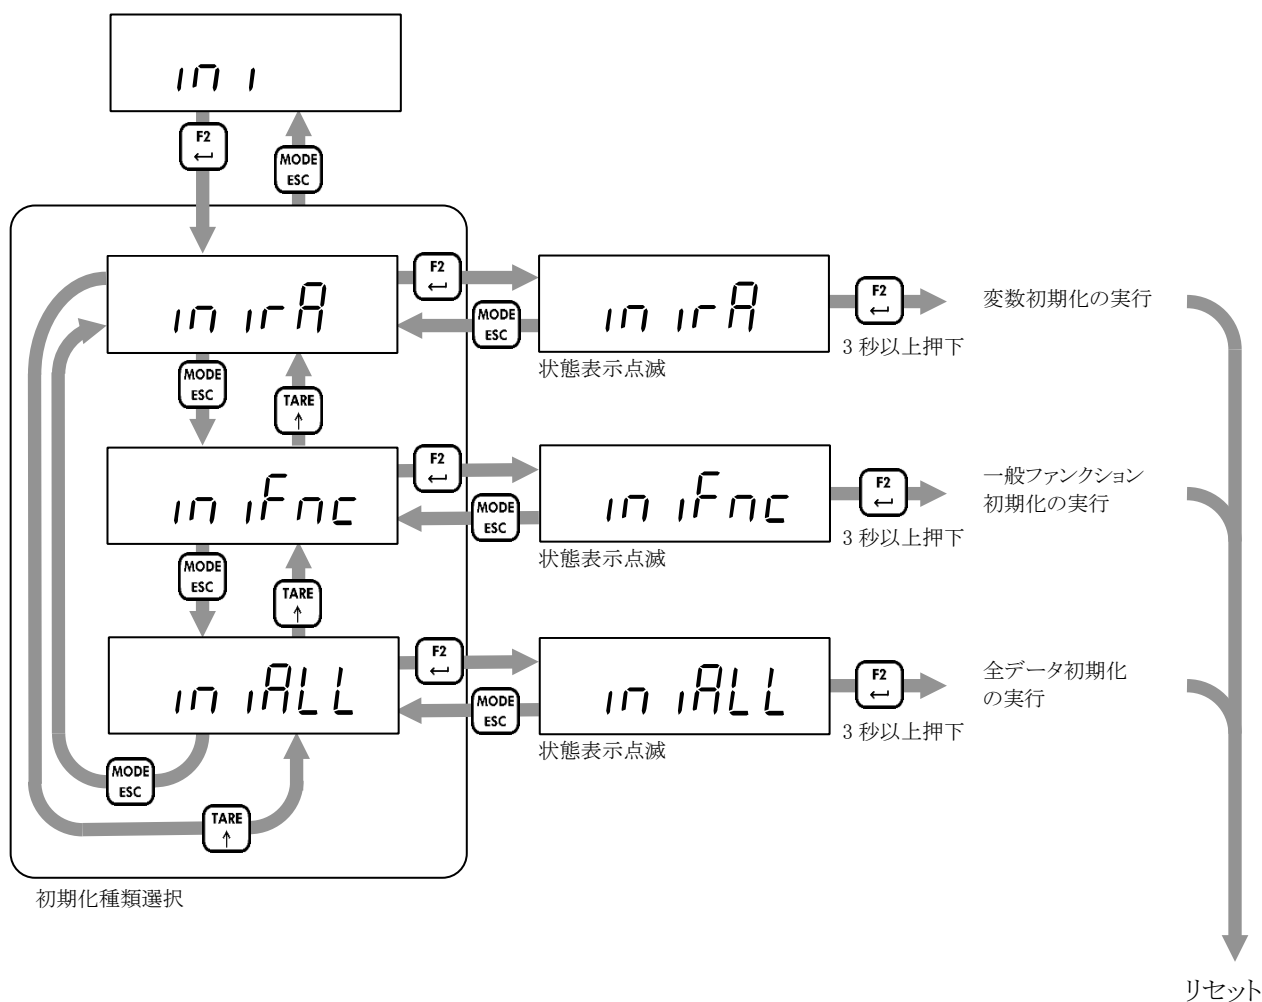 ini
F2
←
MODE
ESC
inirA
F2
←
MODE
ESC
inirA
状態表示点滅
F2
←
3 秒以上押下
変数初期化の実行
MODE
ESC
TARE
↑
iniFnc
F2
←
MODE
ESC
iniFnc
状態表示点滅
F2
←
3 秒以上押下
一般ファンクション
初期化の実行
MODE
ESC
TARE
↑
iniALL
F2
←
MODE
ESC
iniALL
状態表示点滅
F2
←
3 秒以上押下
全データ初期化
の実行
MODE
ESC
TARE
↑
初期化種類選択
リセット